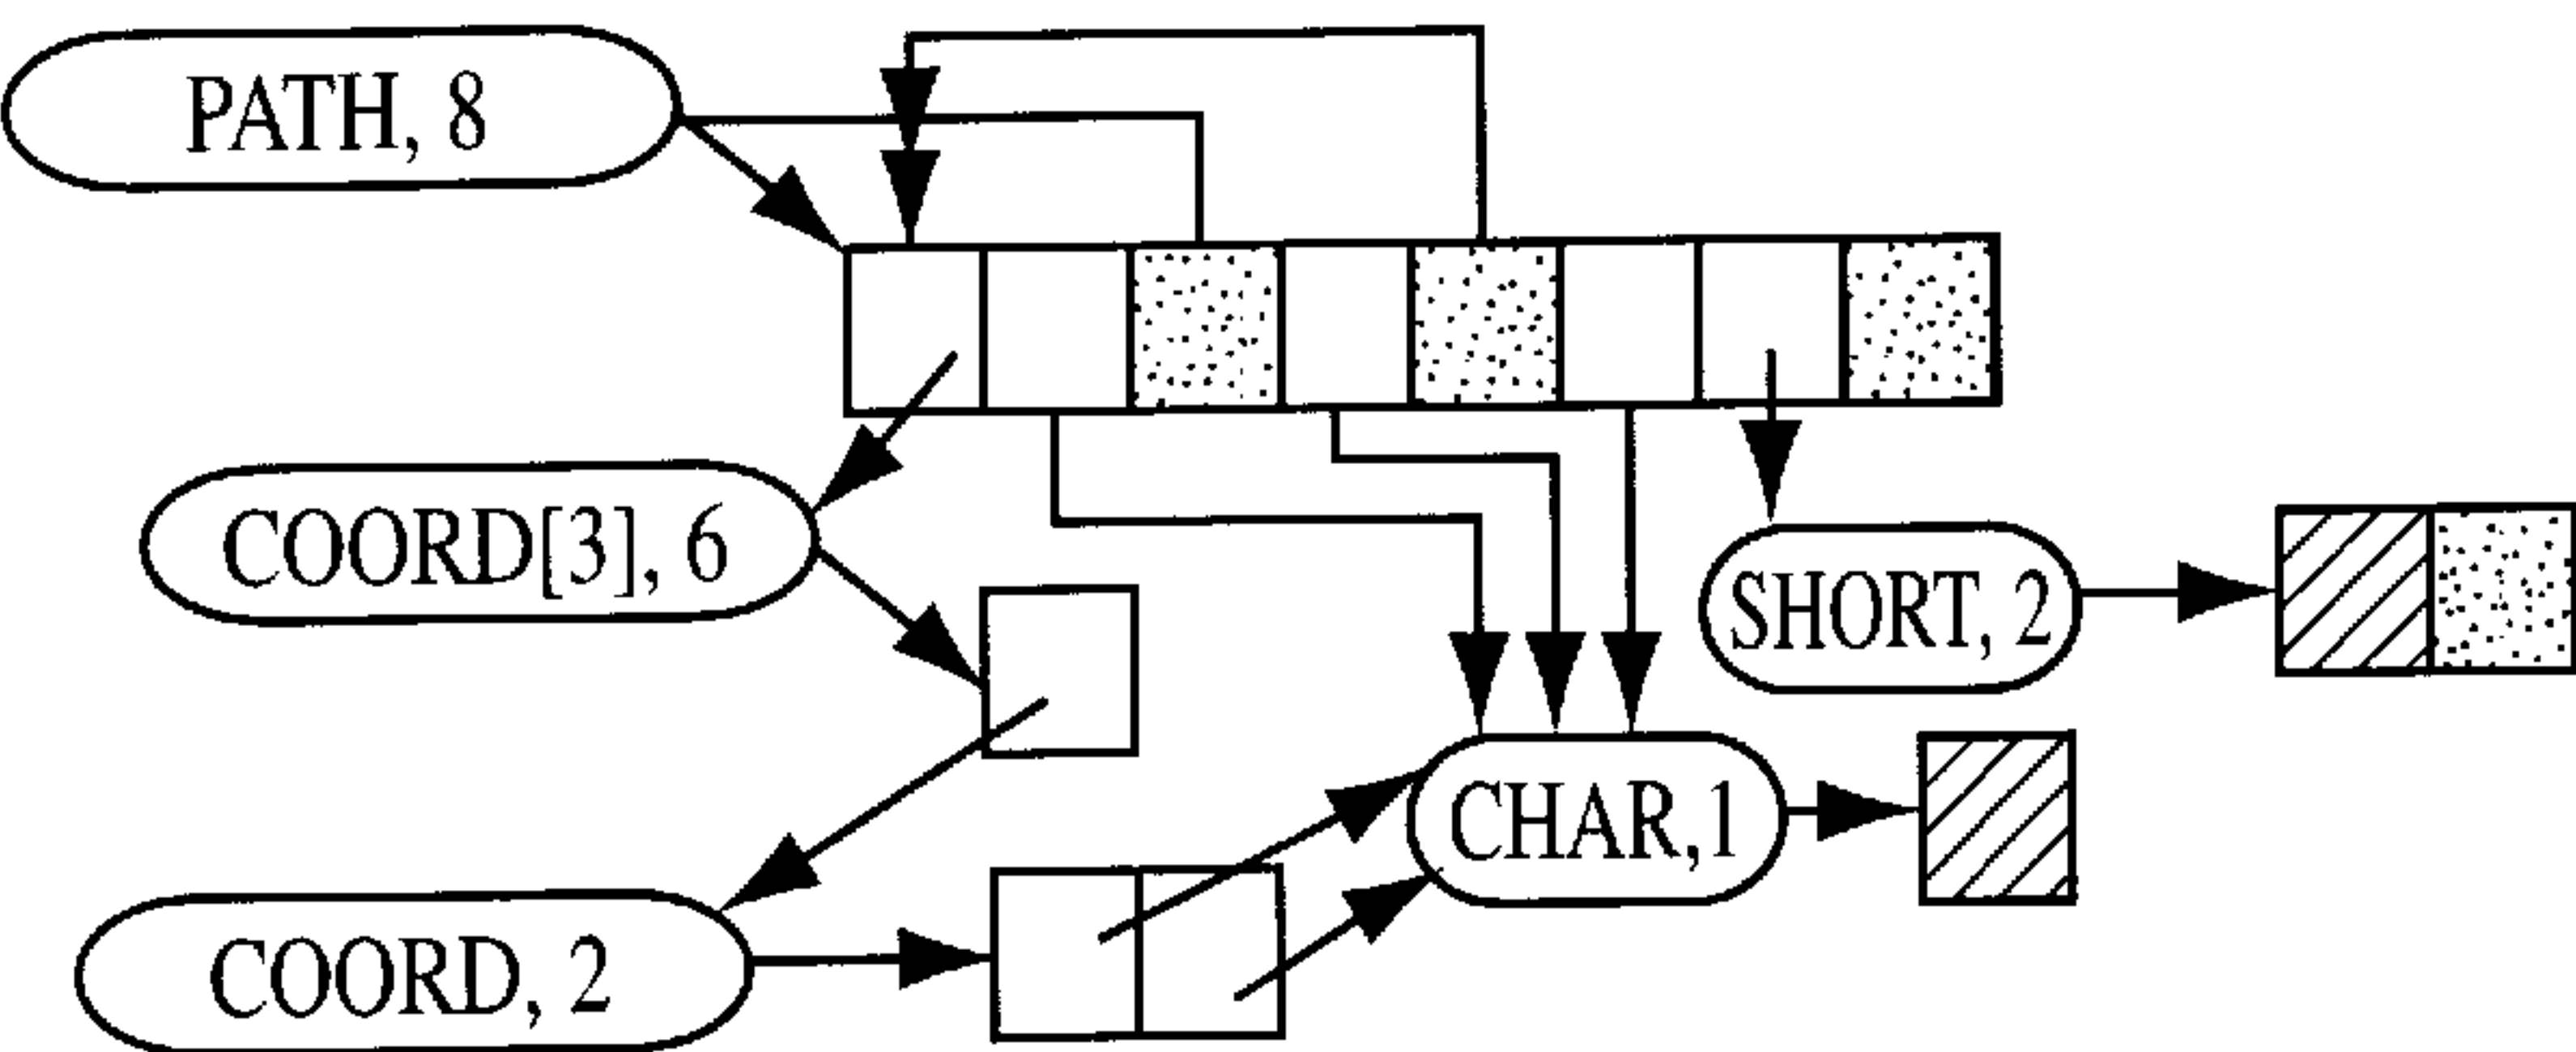 PATH, 8
COORD[3], 6
SHORT, 2
CHAR,1
COORD, 2